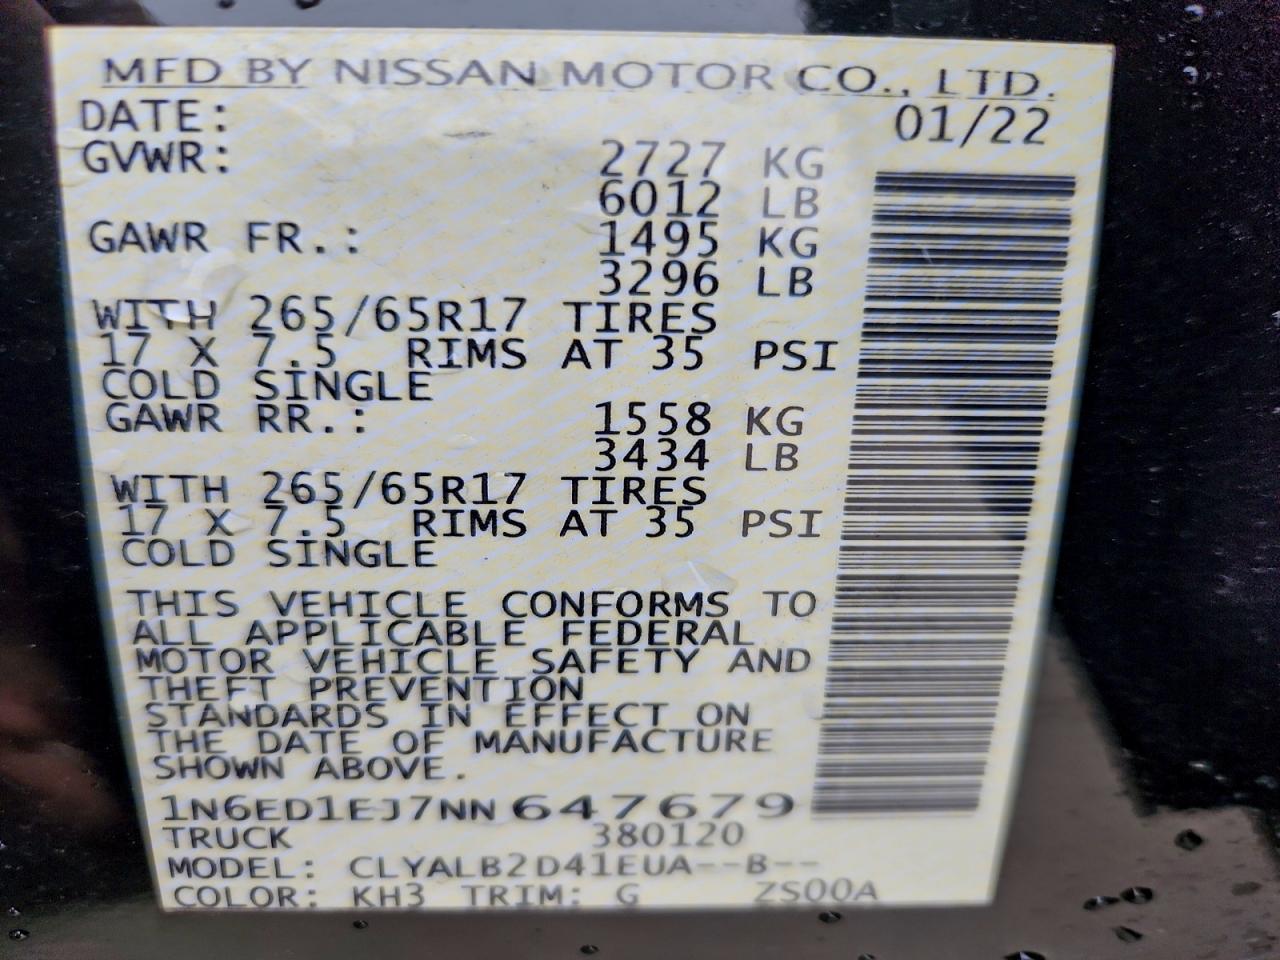 MFD BY NISSAN MOTOR CO., LTD.
DATE: 01/22
GVWR: 2727 KG
6012 LB
GAWR FR.: 1495 KG
3296 LB
WITH 265/65R17 TIRES
17 X 7.5 RIMS AT 35 PSI
COLD SINGLE
GAWR RR.: 1558 KG
3434 LB
WITH 265/65R17 TIRES
17 X 7.5 RIMS AT 35 PSI
COLD SINGLE
THIS VEHICLE CONFORMS TO
ALL APPLICABLE FEDERAL
MOTOR VEHICLE SAFETY AND
THEFT PREVENTION
STANDARDS IN EFFECT ON
THE DATE OF MANUFACTURE
SHOWN ABOVE.
1N6ED1EJ7NN647679
TRUCK 380120
MODEL: CLYALB2D41EUA--B--
COLOR: KH3 TRIM: G ZS00A